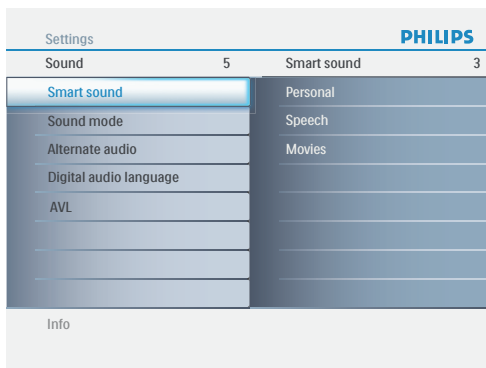 Settings
PHILIPS
Sound 5
Smart sound 3
Smart sound
Personal
Sound mode
Speech
Alternate audio
Movies
Digital audio language
AVL
Info